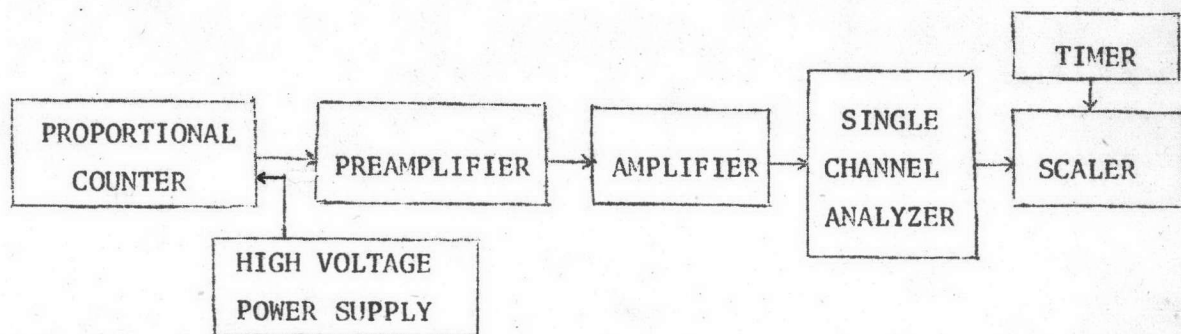 PROPORTIONAL
COUNTER
HIGH VOLTAGE
POWER SUPPLY
PREAMPLIFIER
AMPLIFIER
SINGLE
CHANNEL
ANALYZER
TIMER
SCALER